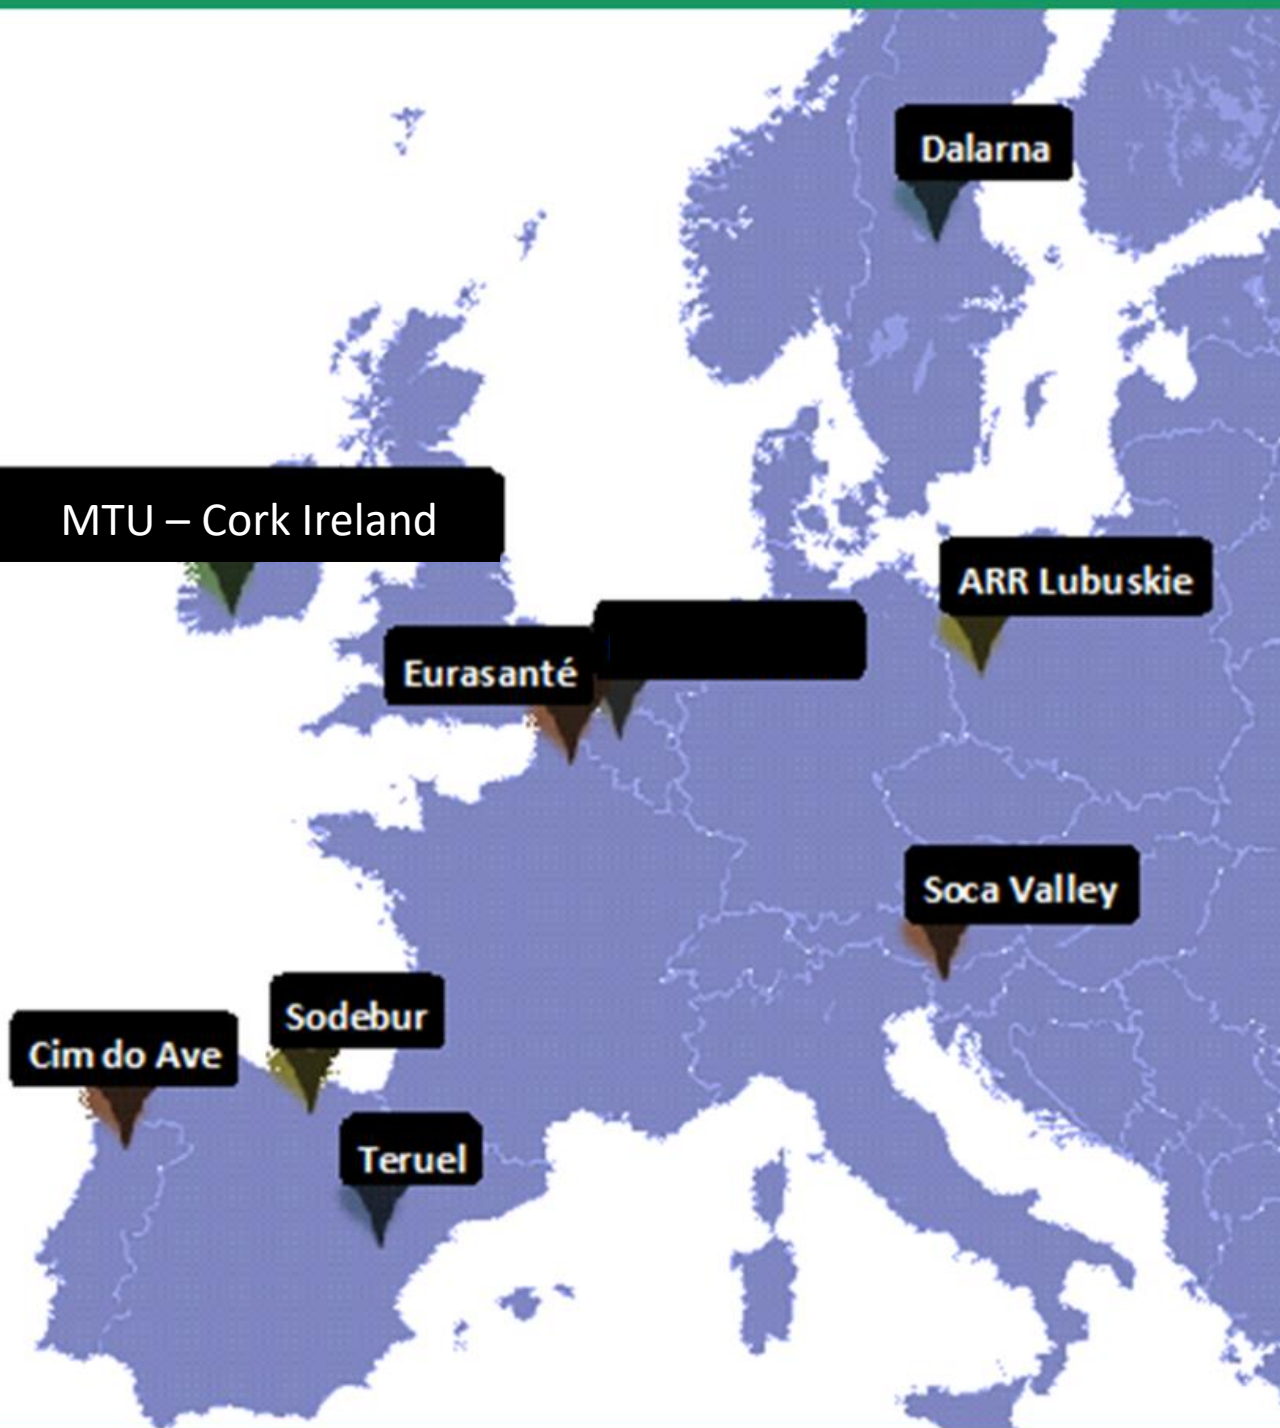 Dalarna
MTU – Cork Ireland
ARR Lubuskie
Eurasanté
Soca Valley
Sodebur
Cim do Ave
Teruel